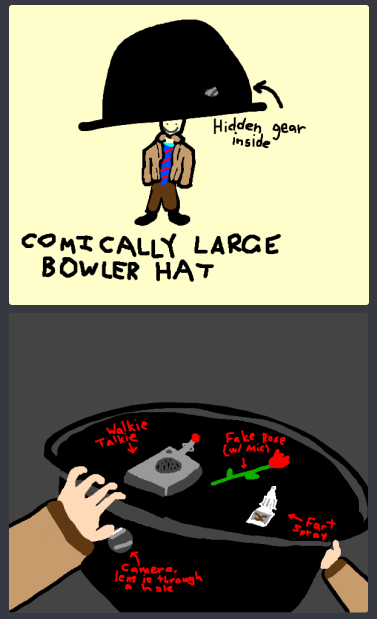 Hidden gear
inside
COMICALLY LARGE
BOWLER HAT
Walkie
Talkie
Fake Rose
(w/ Mic)
Fart
Spray
Camera,
lens is through
a hole